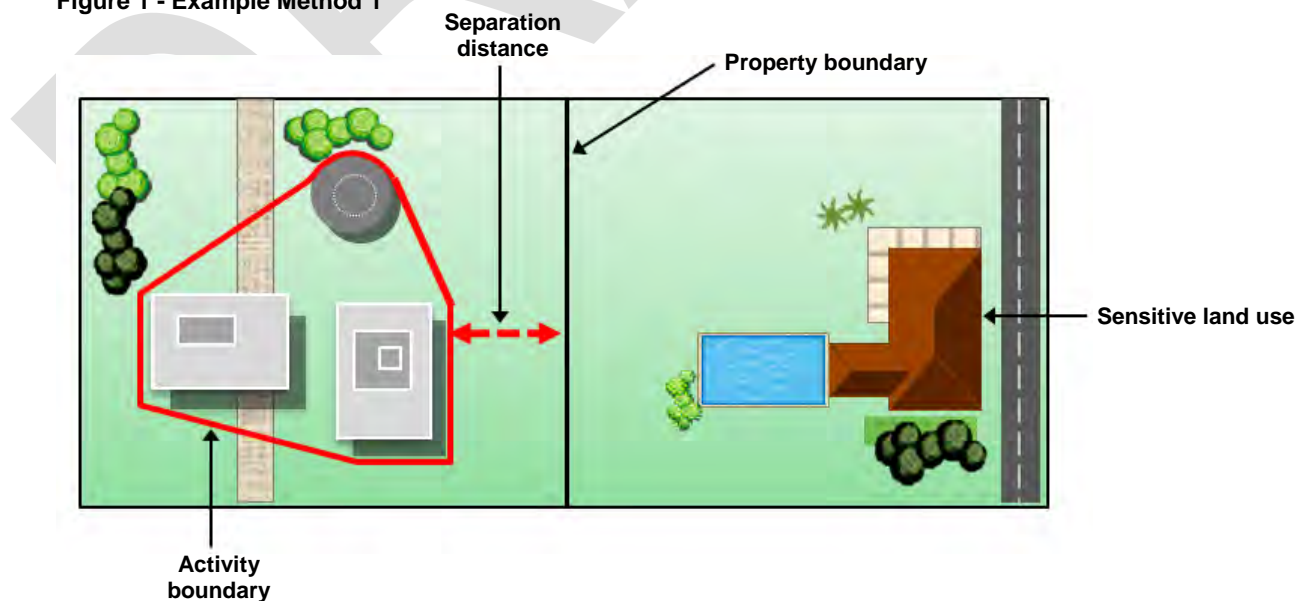 Figure 1 - Example Method 1
Separation
distance
Property boundary
Sensitive land use
Activity
boundary